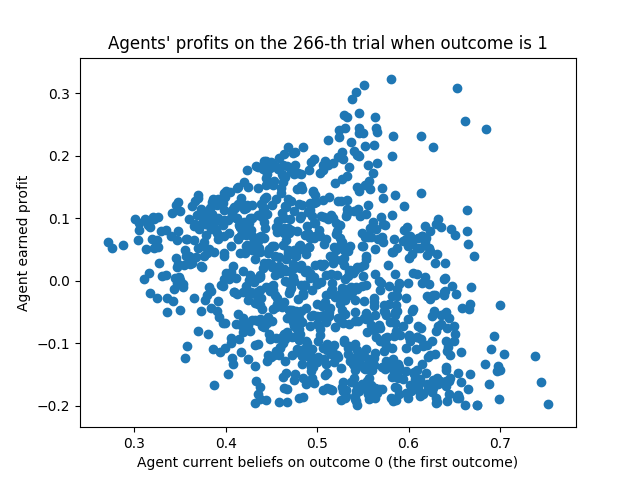 Agents' profits on the 266-th trial when outcome is 1
0.3
0.2
0.1
0.0
−0.1
−0.2
Agent earned profit
0.3 0.4 0.5 0.6 0.7
Agent current beliefs on outcome 0 (the first outcome)